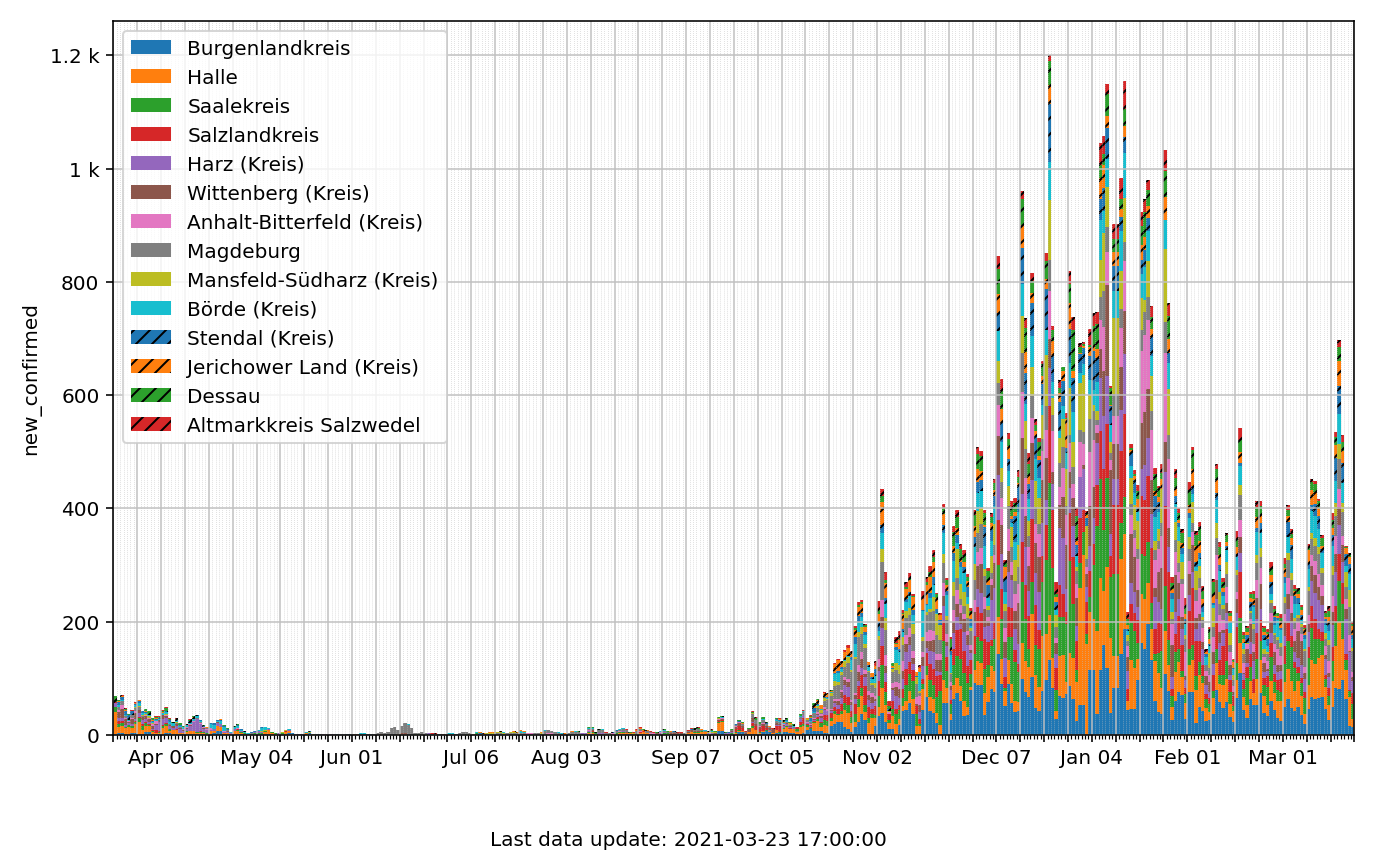 new_confirmed
1.2 k
1 k
800
600
400
200
0
Burgenlandkreis
Halle
Saalekreis
Salzlandkreis
Harz (Kreis)
Wittenberg (Kreis)
Anhalt-Bitterfeld (Kreis)
Magdeburg
Mansfeld-Südharz (Kreis)
Börde (Kreis)
Stendal (Kreis)
Jerichower Land (Kreis)
Dessau
Altmarkkreis Salzwedel
Apr 06 May 04 Jun 01 Jul 06 Aug 03 Sep 07 Oct 05 Nov 02 Dec 07 Jan 04 Feb 01 Mar 01
Last data update: 2021-03-23 17:00:00